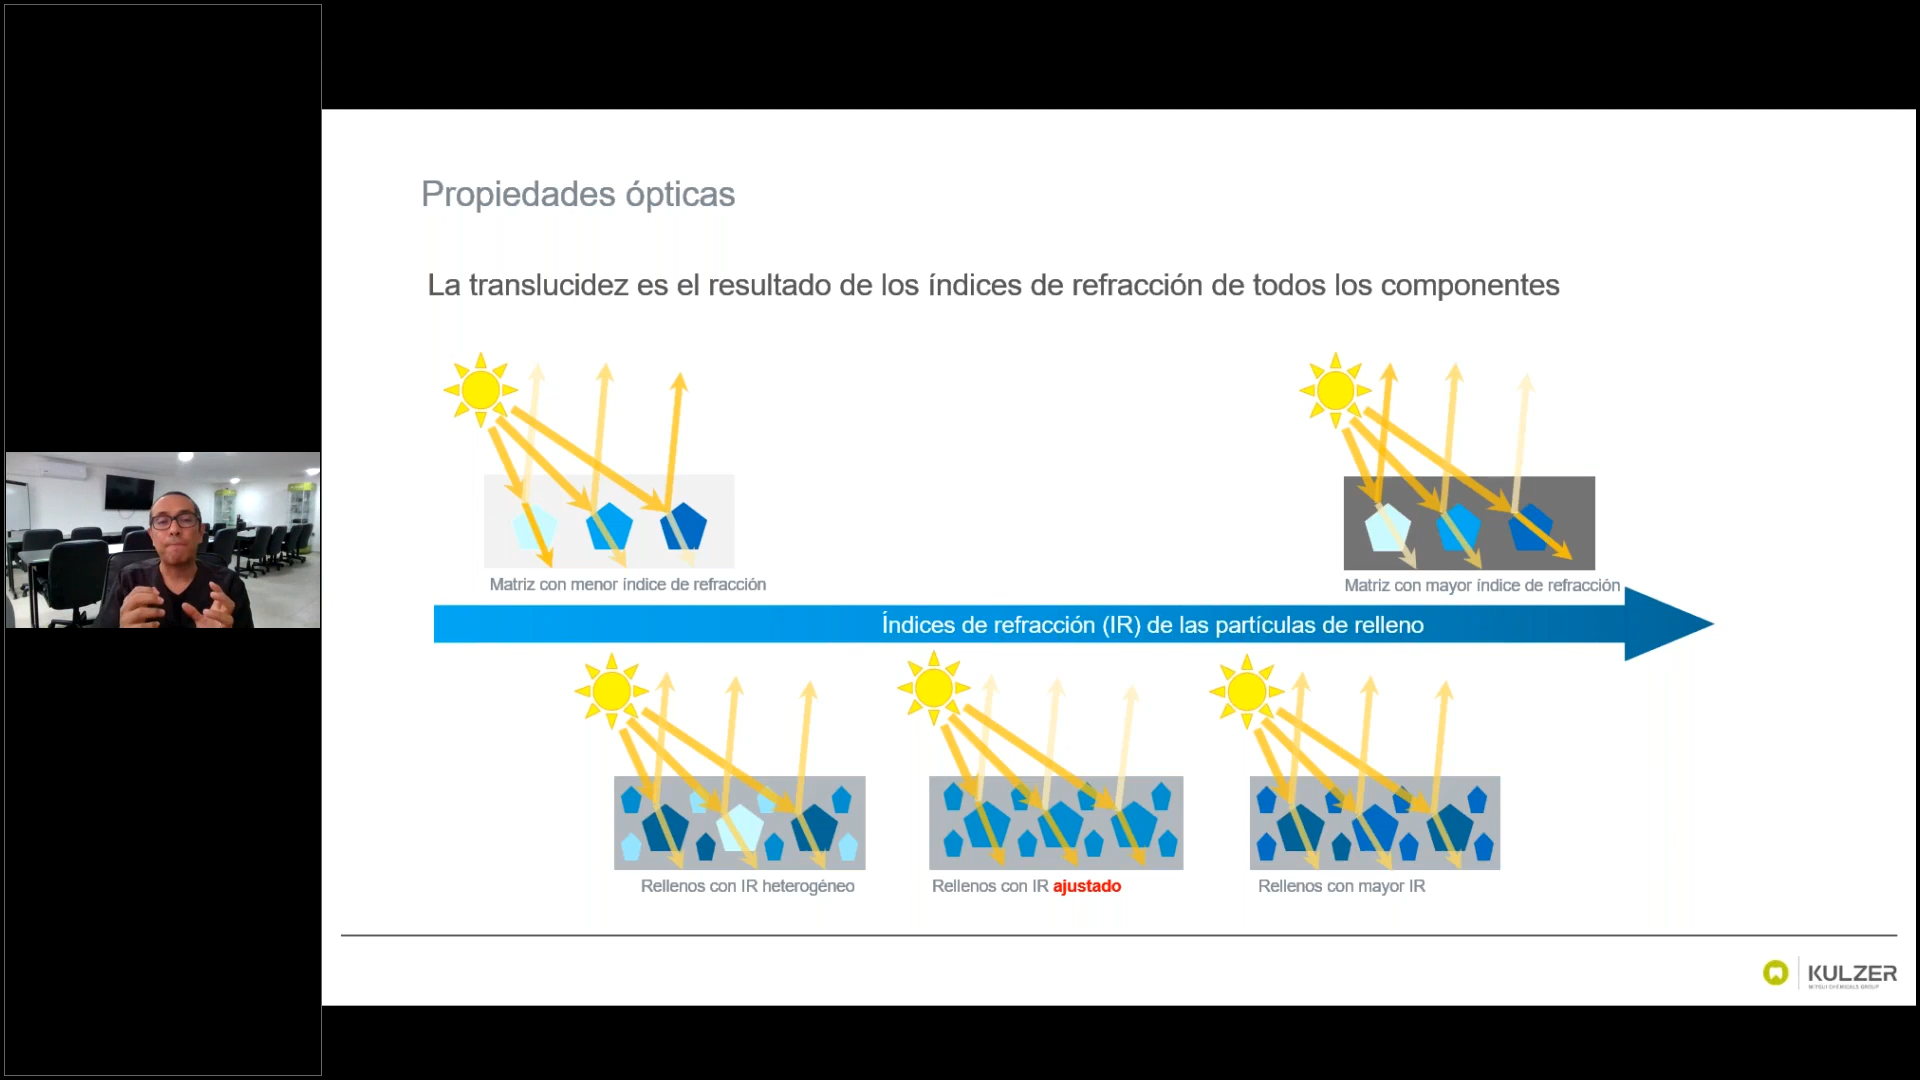 Propiedades ópticas
La translucidez es el resultado de los índices de refracción de todos los componentes
Matriz con menor índice de refracción
Matriz con mayor índice de refracción
Índices de refracción (IR) de las partículas de relleno
Rellenos con IR heterogéneo
Rellenos con IR ajustado
Rellenos con mayor IR
KULZER
MITSUI CHEMICALS GROUP